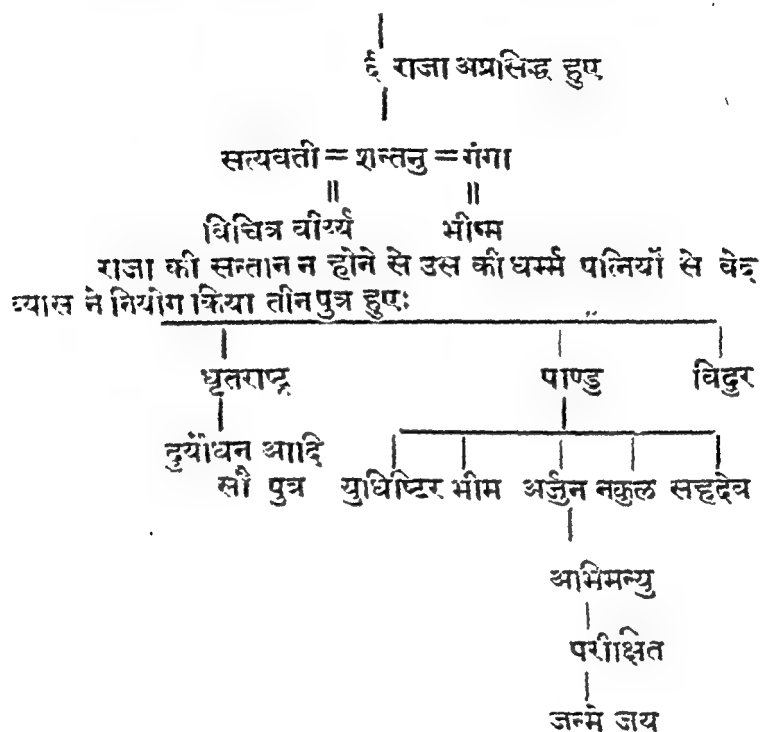 राजा अप्रसिद्ध हुए
सत्यवती = शन्तनु = गंगा
विचित्र वीर्य्य भीष्म
राजा की सन्तान न होने से उस की धर्म्म पत्नियों से वेद
व्यास ने नियोग किया तीन पुत्र हुए:
धृतराष्ट्र पाण्डु विदुर
दुर्योधन आदि
सौ पुत्र युधिष्टिर भीम अर्जुन नकुल सहदेव
अभिमन्यु
परीक्षित
जन्मे जय